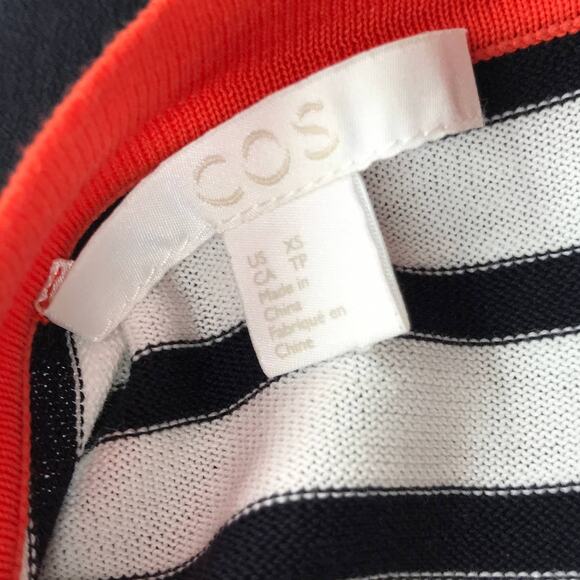 COS
US XS
CA TP
Made in
China
Fabriqué en
Chine